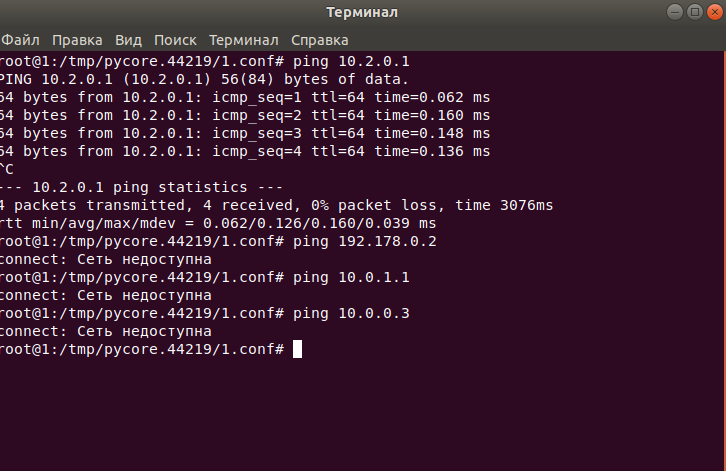 Терминал
Файл Правка Вид Поиск Терминал Справка
root@1:/tmp/pycore.44219/1.conf# ping 10.2.0.1
PING 10.2.0.1 (10.2.0.1) 56(84) bytes of data.
64 bytes from 10.2.0.1: icmp_seq=1 ttl=64 time=0.062 ms
64 bytes from 10.2.0.1: icmp_seq=2 ttl=64 time=0.160 ms
64 bytes from 10.2.0.1: icmp_seq=3 ttl=64 time=0.148 ms
64 bytes from 10.2.0.1: icmp_seq=4 ttl=64 time=0.136 ms
^C
--- 10.2.0.1 ping statistics ---
4 packets transmitted, 4 received, 0% packet loss, time 3076ms
rtt min/avg/max/mdev = 0.062/0.126/0.160/0.039 ms
root@1:/tmp/pycore.44219/1.conf# ping 192.178.0.2
connect: Сеть недоступна
root@1:/tmp/pycore.44219/1.conf# ping 10.0.1.1
connect: Сеть недоступна
root@1:/tmp/pycore.44219/1.conf# ping 10.0.0.3
connect: Сеть недоступна
root@1:/tmp/pycore.44219/1.conf#